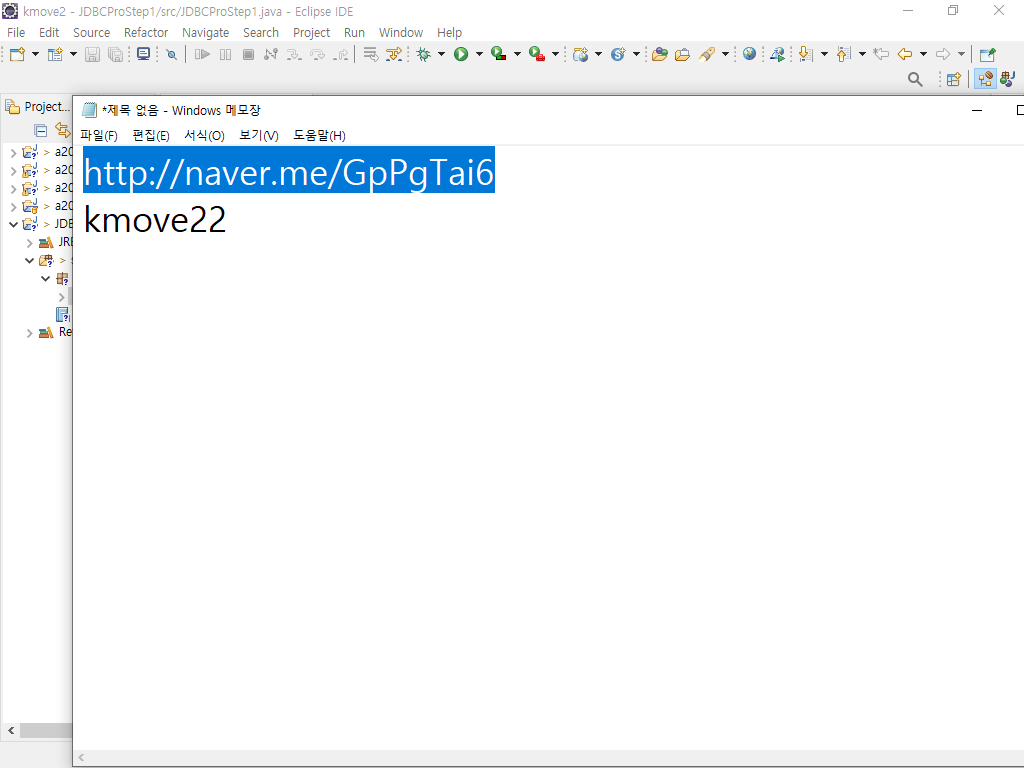 kmove2 - JDBCProStep1/src/JDBCProStep1.java - Eclipse IDE
File Edit Source Refactor Navigate Search Project Run Window Help
Project...
*제목 없음 - Windows 메모장
파일(F) 편집(E) 서식(O) 보기(V) 도움말(H)
http://naver.me/GpPgTai6
kmove22
> a20
> a20
> a20
> a20
> JDB
JRE
> s
Re